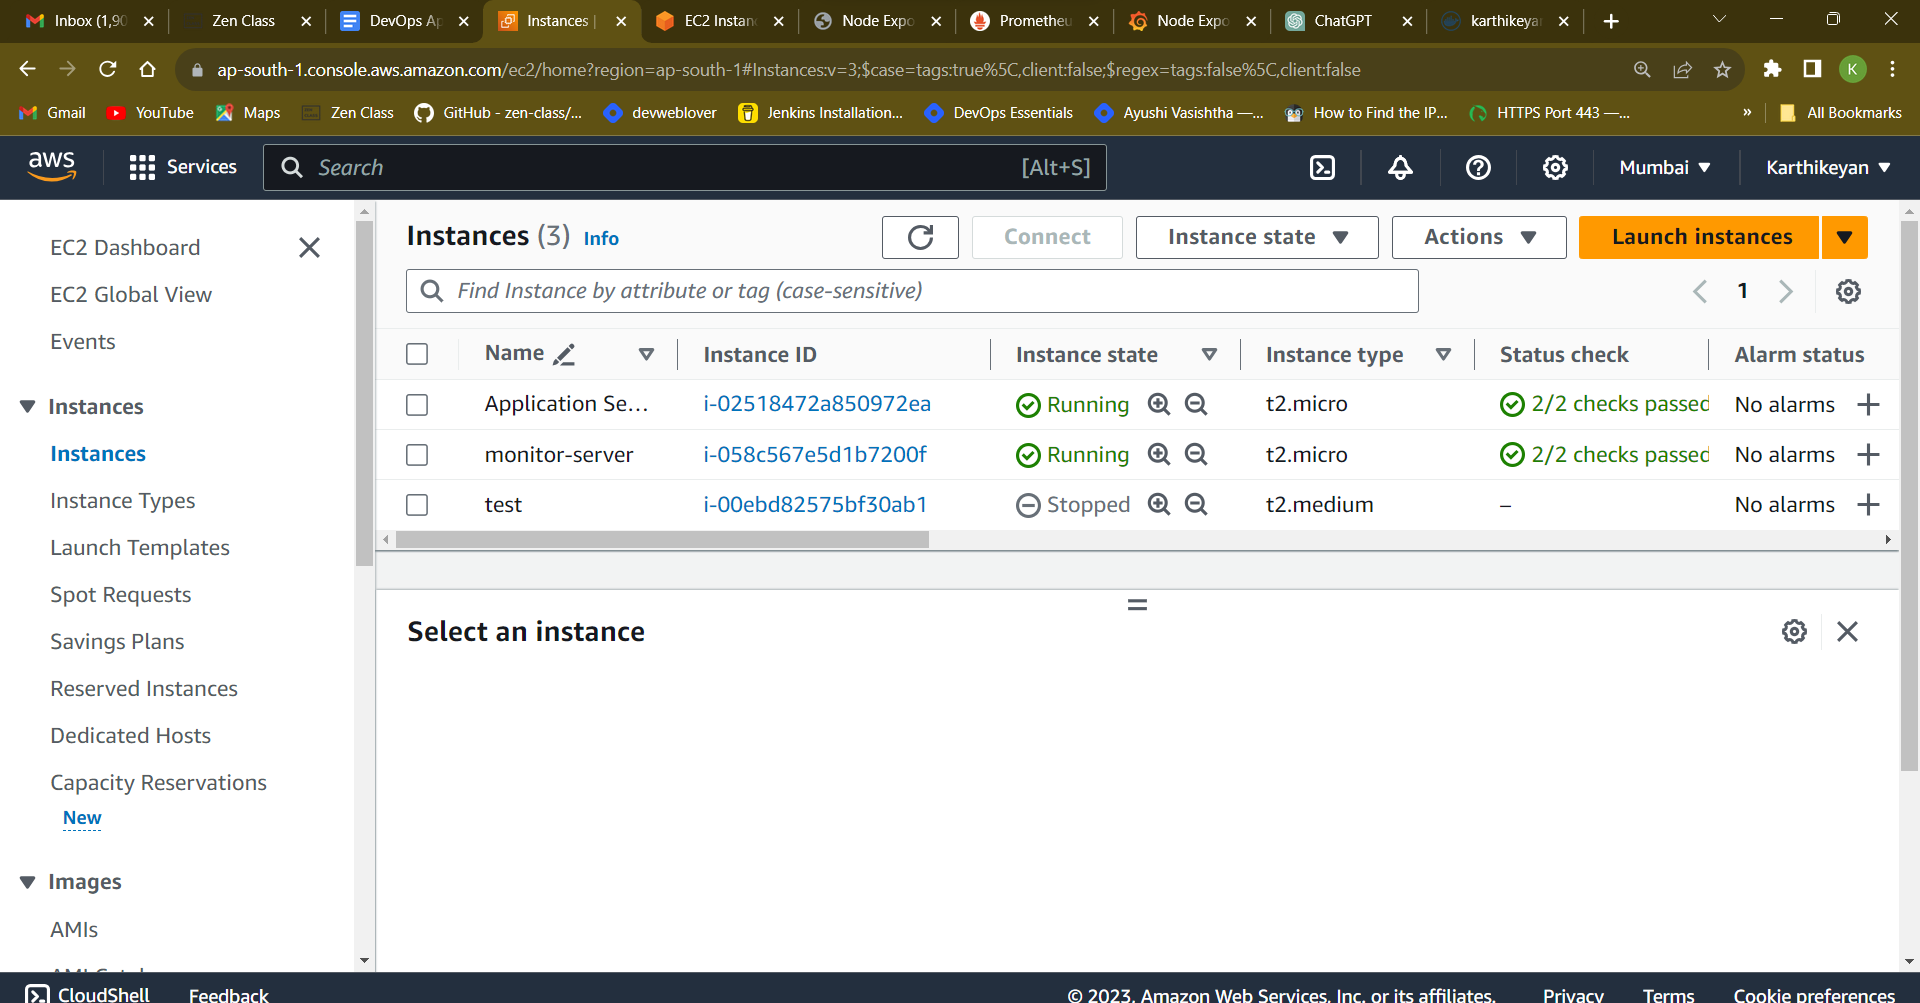 Inbox (1,90
Zen Class
DevOps Ap
Instances |
EC2 Instanc
Node Expo
Prometheu
Node Expo
ChatGPT
karthikeyan
ap-south-1.console.aws.amazon.com/ec2/home?region=ap-south-1#Instances:v=3;$case=tags:true%5C,client:false;$regex=tags:false%5C,client:false
K
Gmail
YouTube
Maps
Zen Class
GitHub - zen-class/...
devweblover
Jenkins Installation...
DevOps Essentials
Ayushi Vasishtha —...
How to Find the IP...
HTTPS Port 443 —...
»
All Bookmarks
aws
Services
Search
[Alt+S]
Mumbai
Karthikeyan
EC2 Dashboard
EC2 Global View
Events
Instances
Instances
Instance Types
Launch Templates
Spot Requests
Savings Plans
Reserved Instances
Dedicated Hosts
Capacity Reservations
New
Images
AMIs
Instances (3) Info
Connect
Instance state
Actions
Launch instances
Find Instance by attribute or tag (case-sensitive)
1
Name Instance ID Instance state Instance type Status check Alarm status
Application Se... i-02518472a850972ea Running t2.micro 2/2 checks passed No alarms
monitor-server i-058c567e5d1b7200f Running t2.micro 2/2 checks passed No alarms
test i-00ebd82575bf30ab1 Stopped t2.medium – No alarms
Select an instance
CloudShell Feedback © 2023, Amazon Web Services, Inc. or its affiliates. Privacy Terms Cookie preferences